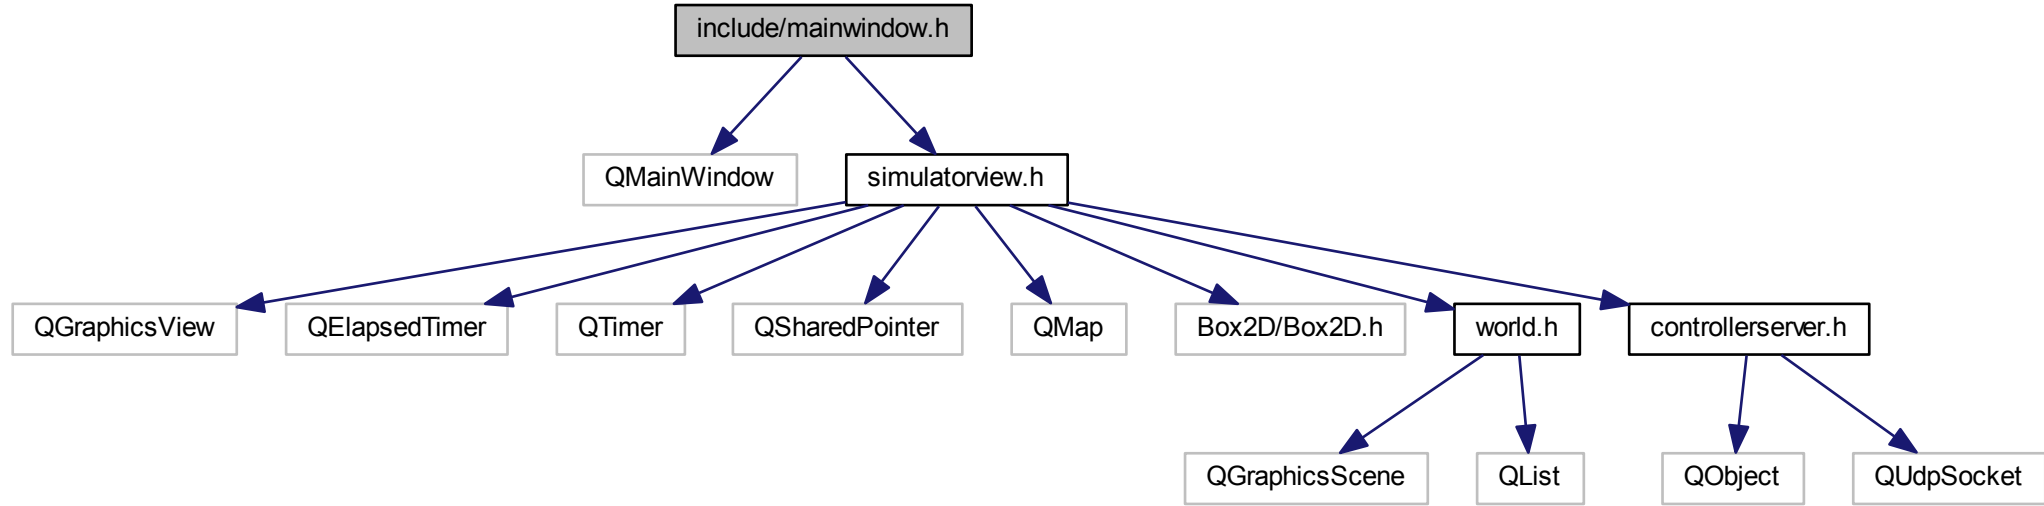 include/mainwindow.h
QMainWindow
simulatorview.h
QGraphicsView
QElapsedTimer
QTimer
QSharedPointer
QMap
Box2D/Box2D.h
world.h
controllerserver.h
QGraphicsScene
QList
QObject
QUdpSocket